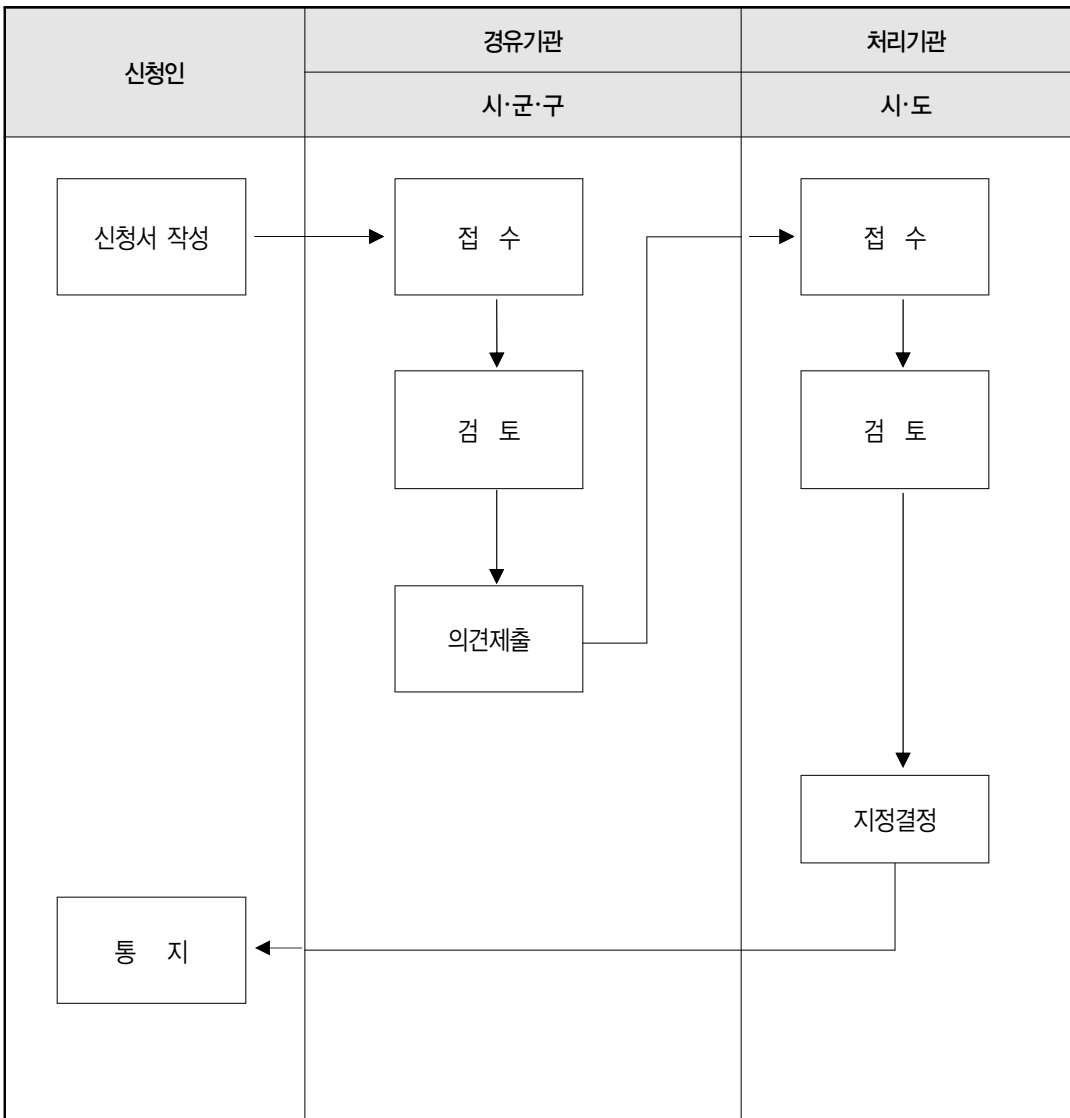 신청인
경유기관
처리기관
시·군·구
시·도
신청서 작성
접 수
접 수
검 토
검 토
의견제출
지정결정
통 지